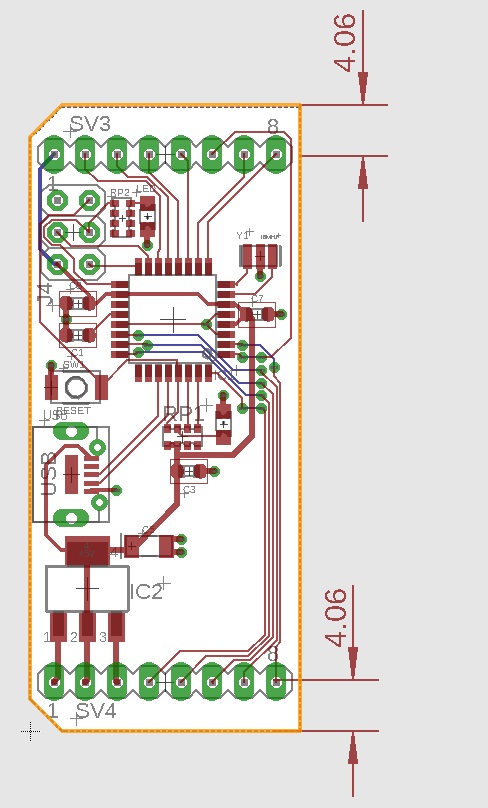 4.06
SV3
8
1
RP2
LED
Y1
16MHz
J4
C7
C1
SW1
RESET
RP1
USB
C3
IC2
1
2
3
4.06
8
1
SV4